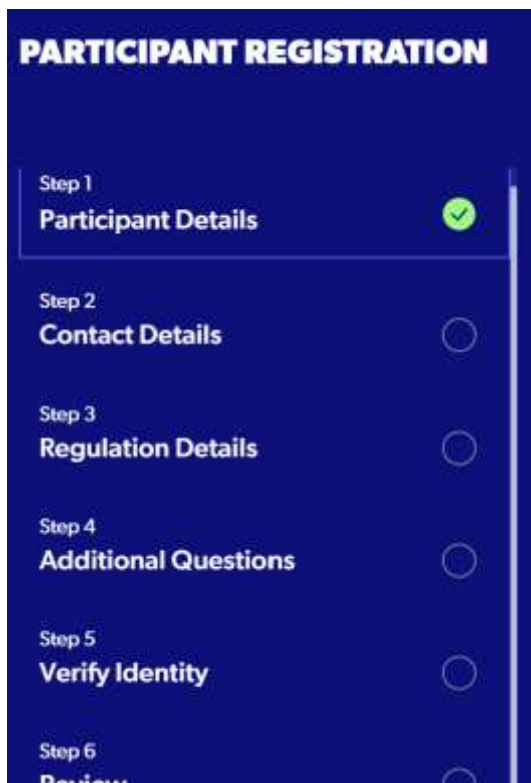 PARTICIPANT REGISTRATION
Step 1
Participant Details
Step 2
Contact Details
Step 3
Regulation Details
Step 4
Additional Questions
Step 5
Verify Identity
Step 6
Review